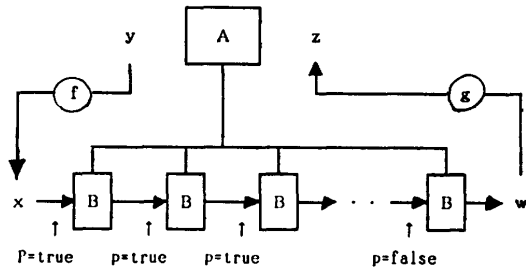 y A z
f g
x B B B . . . B w
↑ ↑ ↑ ↑
P=true p=true p=true p=false